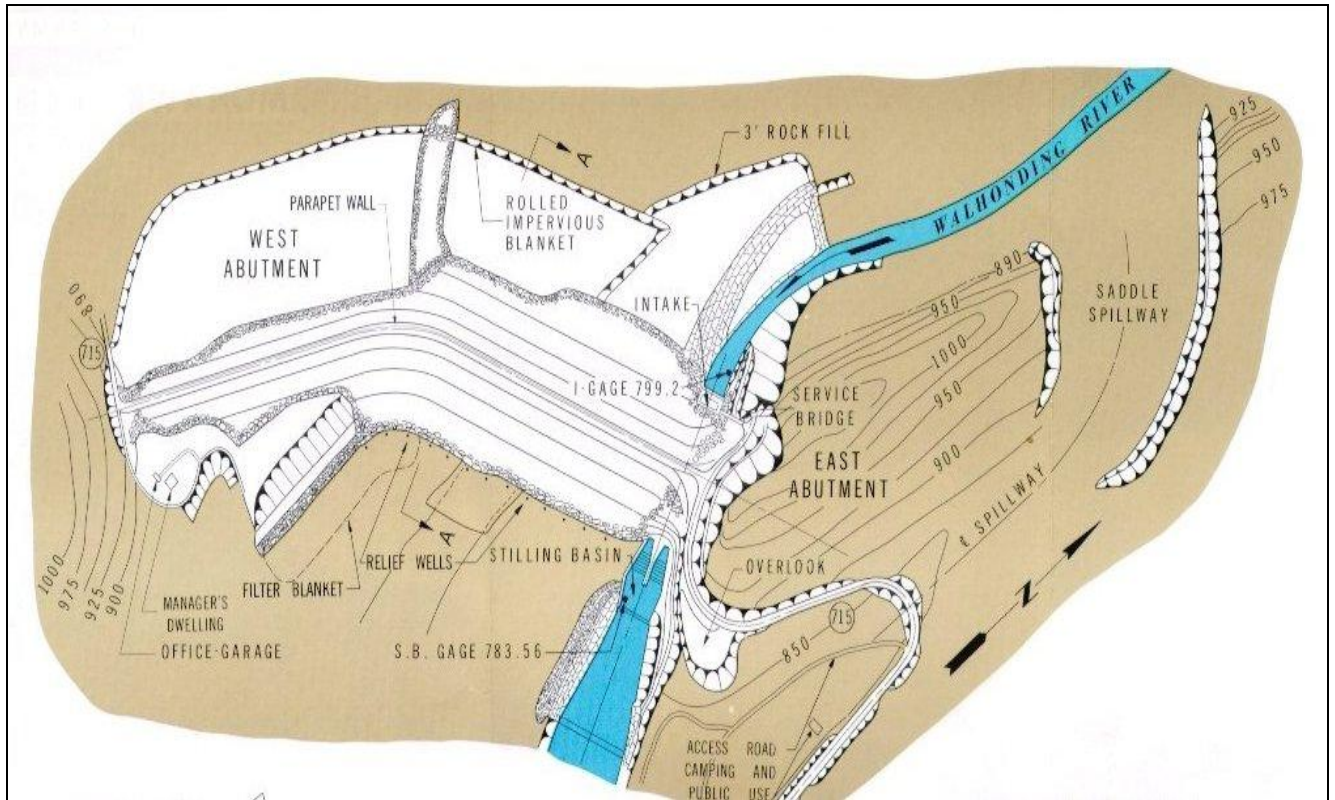 925
950
975
WALHONDING RIVER
3' ROCK FILL
A
ROLLED
IMPERVIOUS
BLANKET
PARAPET WALL
WEST
ABUTMENT
890
SADDLE
SPILLWAY
890
715
INTAKE
950
1000
950
I-GAGE 799.2
SERVICE
BRIDGE
900
EAST
ABUTMENT
℄ SPILLWAY
A
RELIEF WELLS
STILLING BASIN
OVERLOOK
FILTER BLANKET
1000
975
925
900
MANAGER'S
DWELLING
OFFICE-GARAGE
S.B. GAGE 783.56
715
850
N
ACCESS ROAD
CAMPING AND
PUBLIC USE